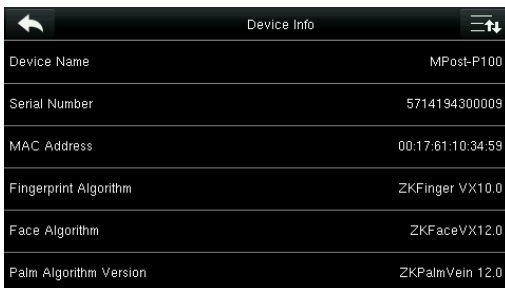 Device Info
Device Name MPost-P100
Serial Number 5714194300009
MAC Address 00:17:61:10:34:59
Fingerprint Algorithm ZKFinger VX10.0
Face Algorithm ZKFaceVX12.0
Palm Algorithm Version ZKPalmVein 12.0